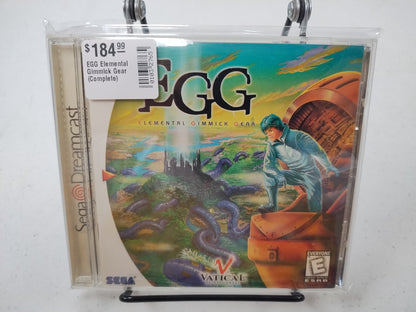 $184.99
EGG Elemental
Gimmick Gear
(Complete)
Sega Dreamcast
EGG
ELEMENTAL GIMMICK GEAR
SEGA
VATICAL
EVERYONE
E
ESRB